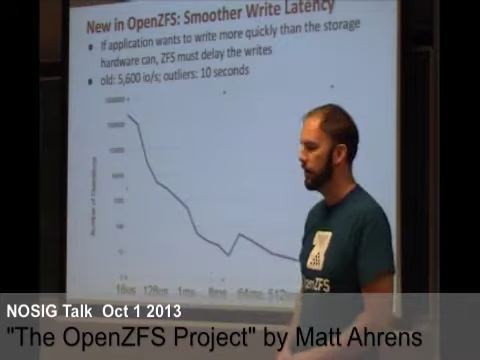 New in OpenZFS: Smoother Write Latency
• If application wants to write more quickly than the storage
hardware can, ZFS must delay the writes
• old: 5,600 io/s; outliers: 10 seconds
16us 128us 1ms 8ms 64ms 512ms
OpenZFS
NOSIG Talk Oct 1 2013
"The OpenZFS Project" by Matt Ahrens